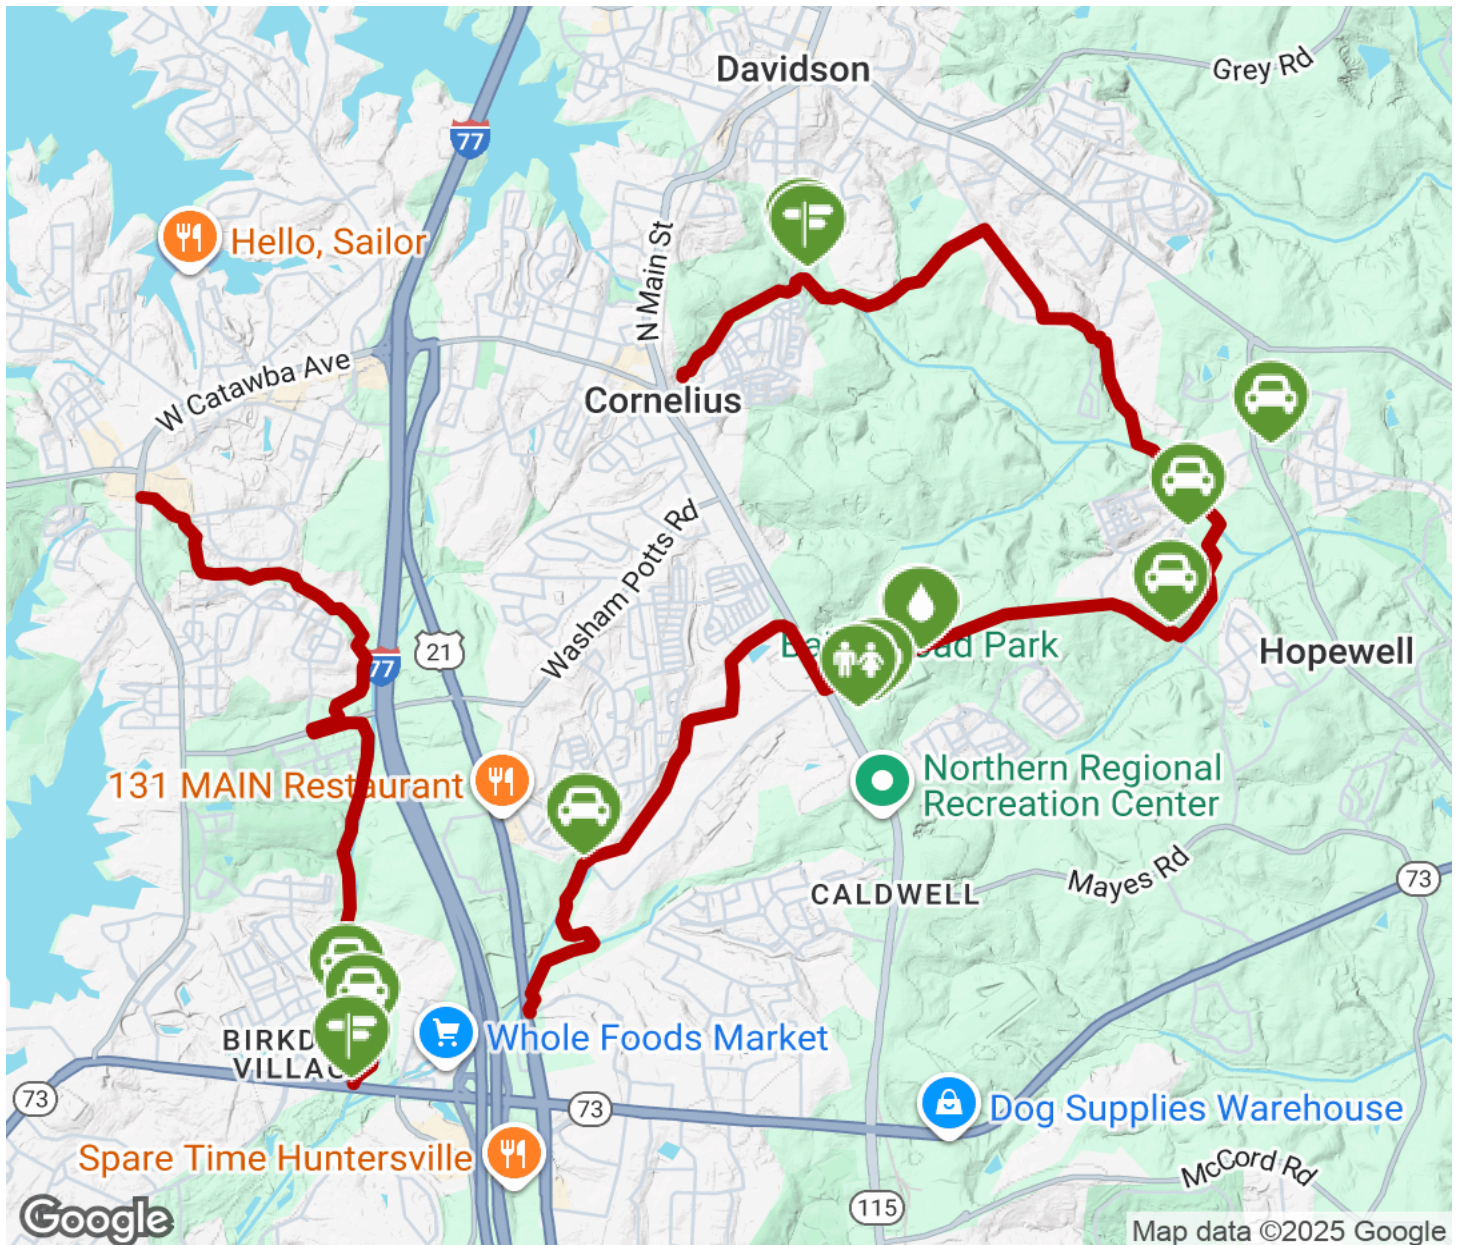 Davidson
Grey Rd
77
Hello, Sailor
N Main St
W Catawba Ave
Cornelius
Washam Potts Rd
21
77
Park
Hopewell
131 MAIN Restaurant
Northern Regional
Recreation Center
Mayes Rd
73
CALDWELL
Whole Foods Market
BIRKD
VILLAG
73
73
Dog Supplies Warehouse
Spare Time Huntersville
McCord Rd
115
Google
Map data ©2025 Google